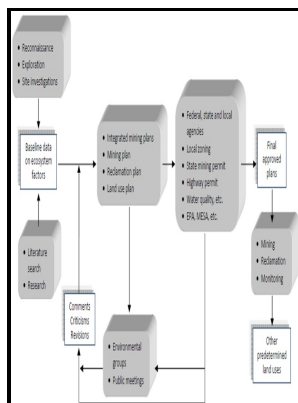 Reconnaissance
Exploration
Site investigations
Baseline data
on ecosystem
factors
Literature
search
Research
Integrated mining plans
Mining plan
Reclamation plan
Land use plan
Comments
Criticisms
Revisions
Environmental
groups
Public meetings
Federal, state and local
agencies
Local zoning
State mining permit
Highway permit
Water quality, etc.
EPA, MESA, etc.
Final
approved
plans
Mining
Reclamation
Monitoring
Other
predetermined
land uses